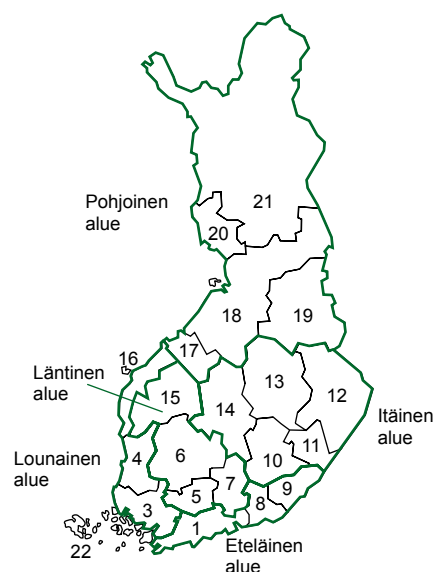 21
Pohjoinen
alue
20
18
19
17
16
Läntinen
alue
15
13
12
14
Itäinen
alue
Lounainen
alue
4
6
10
11
7
5
8
9
3
1
22
Eteläinen
alue